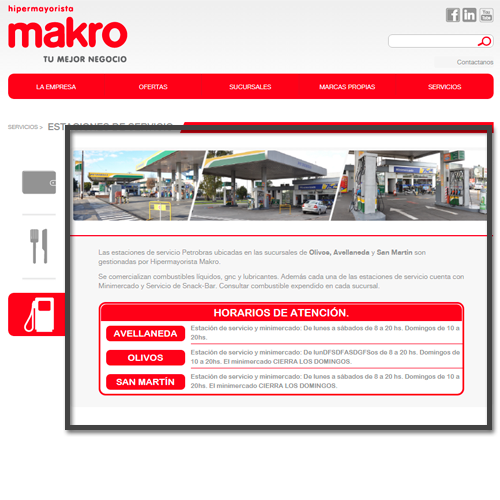 hipermayorista
makro
TU MEJOR NEGOCIO
Contactanos
LA EMPRESA OFERTAS SUCURSALES MARCAS PROPIAS SERVICIOS
SERVICIOS > ESTACIONES DE SERVICIO
Las estaciones de servicio Petrobras ubicadas en las sucursales de Olivos, Avellaneda y San Martín son
gestionadas por Hipermayorista Makro.
Se comercializan combustibles líquidos, gnc y lubricantes. Además cada una de las estaciones de servicio cuenta con
Minimercado y Servicio de Snack-Bar. Consultar combustible expendido en cada sucursal.
HORARIOS DE ATENCIÓN.
AVELLANEDA
Estación de servicio y minimercado: De lunes a sábados de 8 a 20 hs. Domingos de 10 a
20hs.
OLIVOS
Estación de servicio y minimercado: De lunDFSDFASDGFSos de 8 a 20 hs. Domingos de
10 a 20hs. El minimercado CIERRA LOS DOMINGOS.
SAN MARTÍN
Estación de servicio y minimercado: De lunes a sábados de 8 a 20 hs. Domingos de 10 a
20hs. El minimercado CIERRA LOS DOMINGOS.